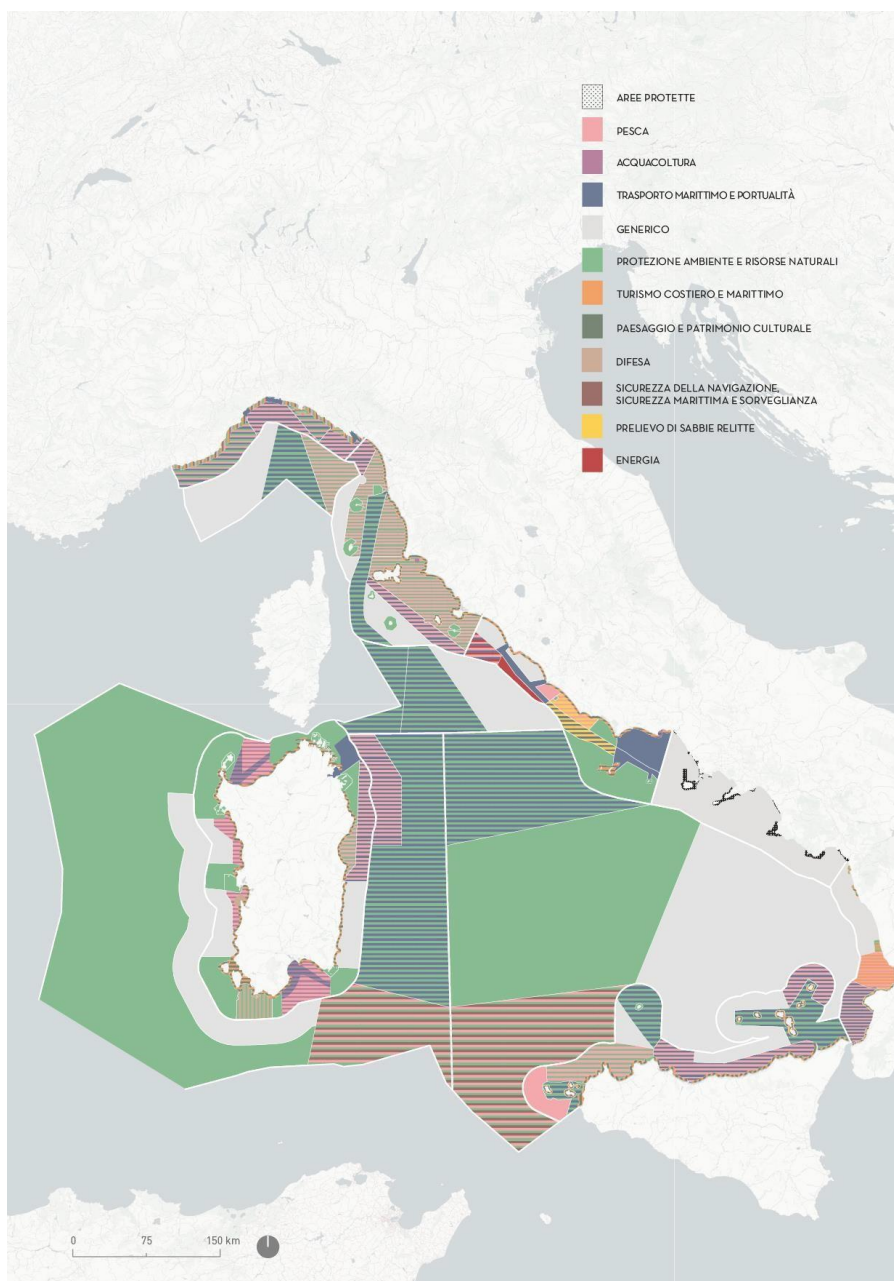 AREE PROTETTE
PESCA
ACQUACOLTURA
TRASPORTO MARITTIMO E PORTUALITÀ
GENERICO
PROTEZIONE AMBIENTE E RISORSE NATURALI
TURISMO COSTIERO E MARITTIMO
PAESAGGIO E PATRIMONIO CULTURALE
DIFESA
SICUREZZA DELLA NAVIGAZIONE,
SICUREZZA MARITTIMA E SORVEGLIANZA
PRELIEVO DI SABBIE RELITTE
ENERGIA
0 75 150 km